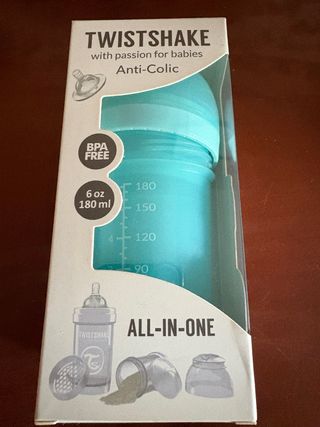 TWISTSHAKE
with passion for babies
Anti-Colic
BPA
FREE
6 oz
180 ml
180
150
4
120
90
ALL-IN-ONE